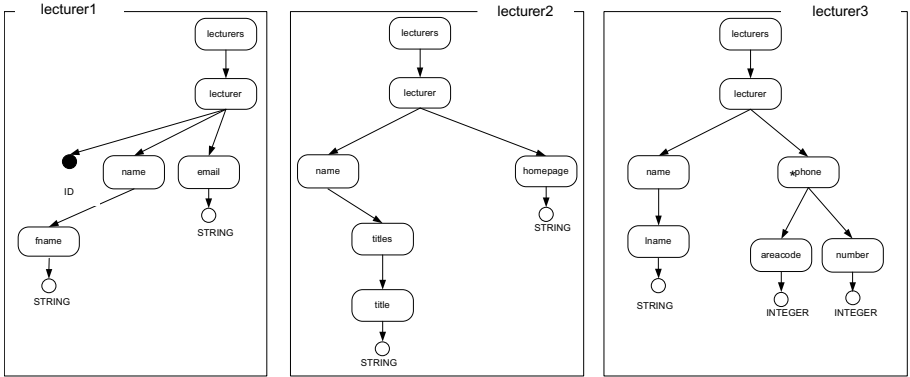 lecturer1
lecturers
lecturer
ID
name
email
STRING
fname
STRING
lecturer2
lecturers
lecturer
name
homepage
STRING
titles
title
STRING
lecturer3
lecturers
lecturer
name
*phone
lname
areacode
number
STRING
INTEGER
INTEGER